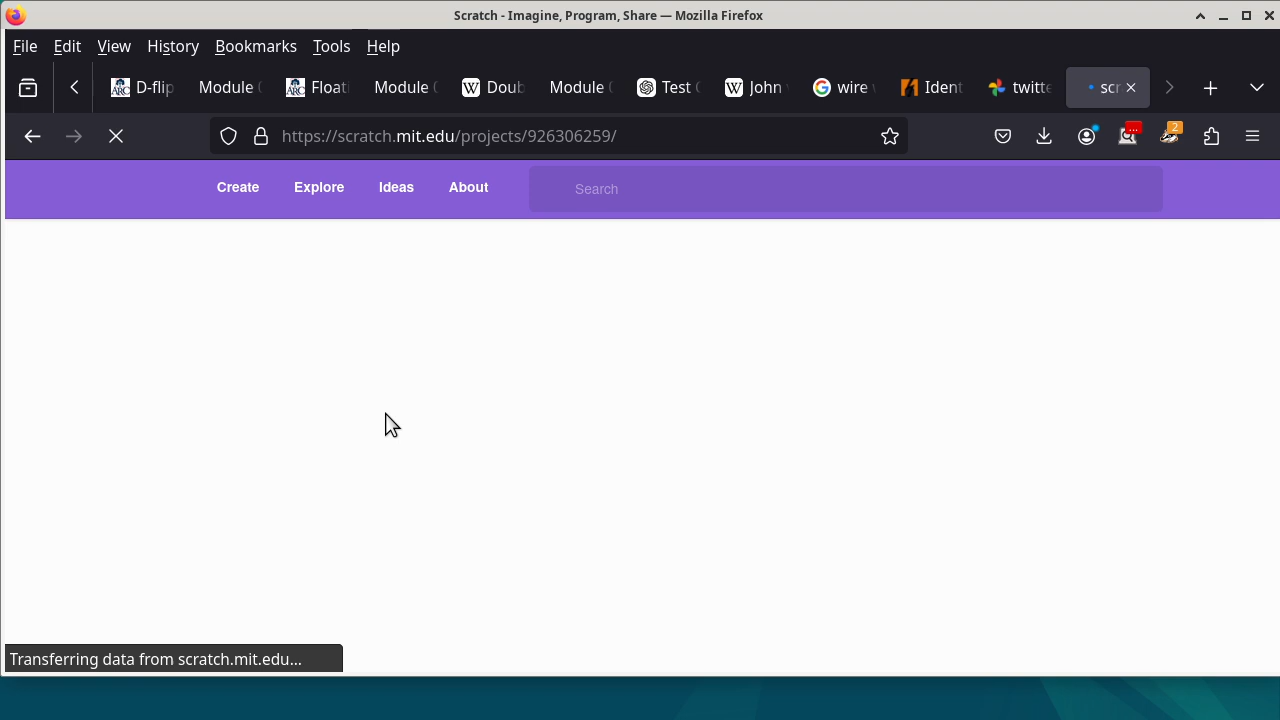 Scratch - Imagine, Program, Share — Mozilla Firefox
File Edit View History Bookmarks Tools Help
D-flip Module Float Module Doub Module Test John wire Ident twitte scr
https://scratch.mit.edu/projects/926306259/
... 2
Create Explore Ideas About Search
Transferring data from scratch.mit.edu...